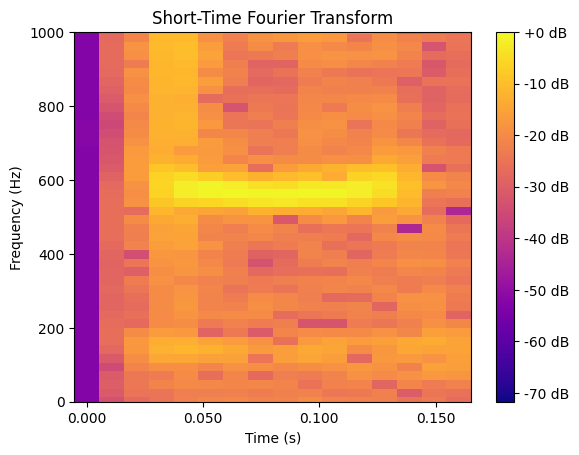 Short-Time Fourier Transform
1000
800
600
400
200
0
Frequency (Hz)
0.000
0.050
0.100
0.150
Time (s)
+0 dB
-10 dB
-20 dB
-30 dB
-40 dB
-50 dB
-60 dB
-70 dB